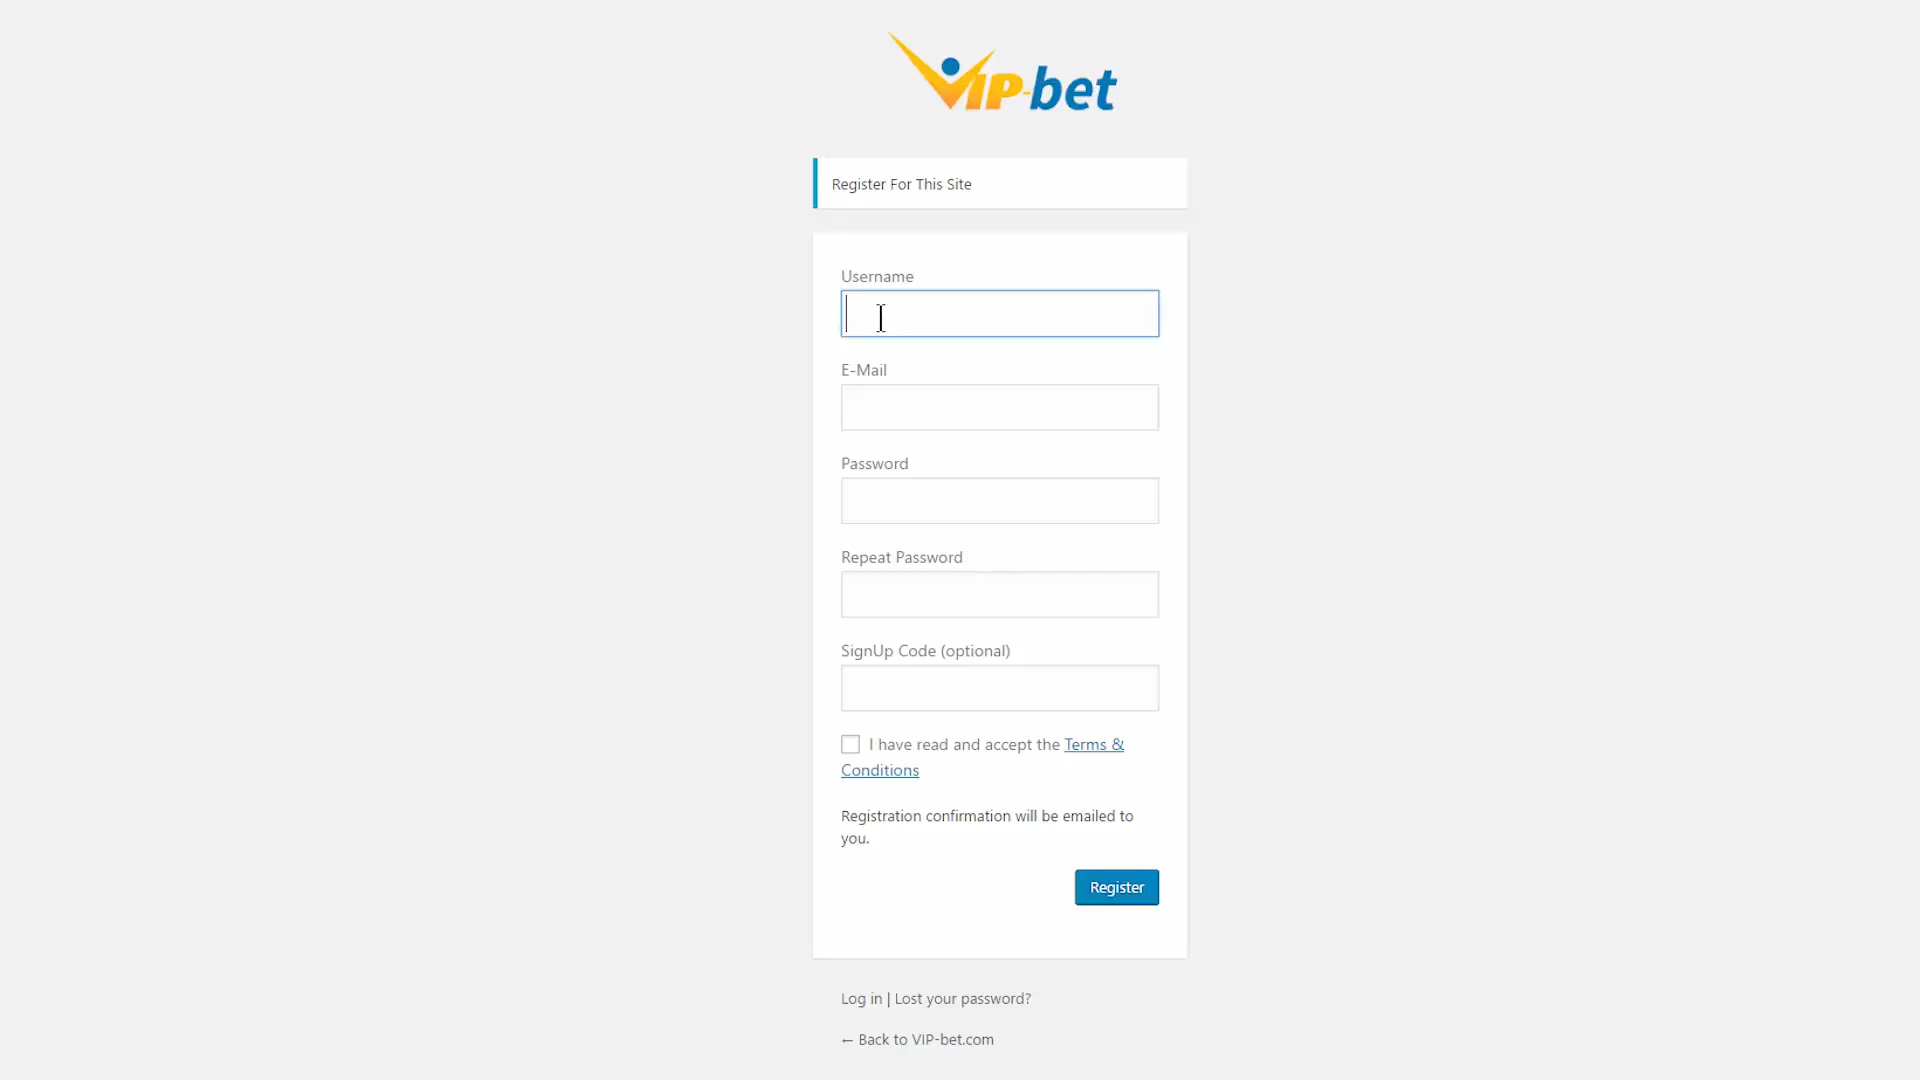 VIP-bet
Register For This Site
Username
E-Mail
Password
Repeat Password
SignUp Code (optional)
I have read and accept the Terms &
Conditions
Registration confirmation will be emailed to
you.
Register
Log in | Lost your password?
← Back to VIP-bet.com